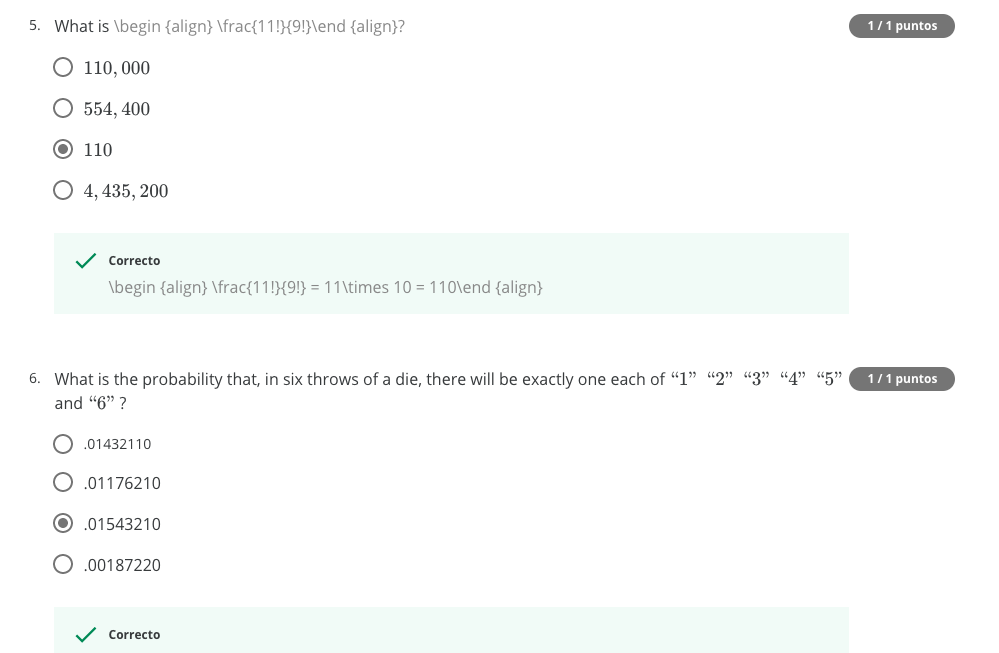 5. What is \begin {align} \frac{11!}{9!}\end {align}?
1 / 1 puntos
110, 000
554, 400
110
4, 435, 200
Correcto
\begin {align} \frac{11!}{9!} = 11\times 10 = 110\end {align}
6. What is the probability that, in six throws of a die, there will be exactly one each of “1” “2” “3” “4” “5”
1 / 1 puntos
and “6” ?
.01432110
.01176210
.01543210
.00187220
Correcto